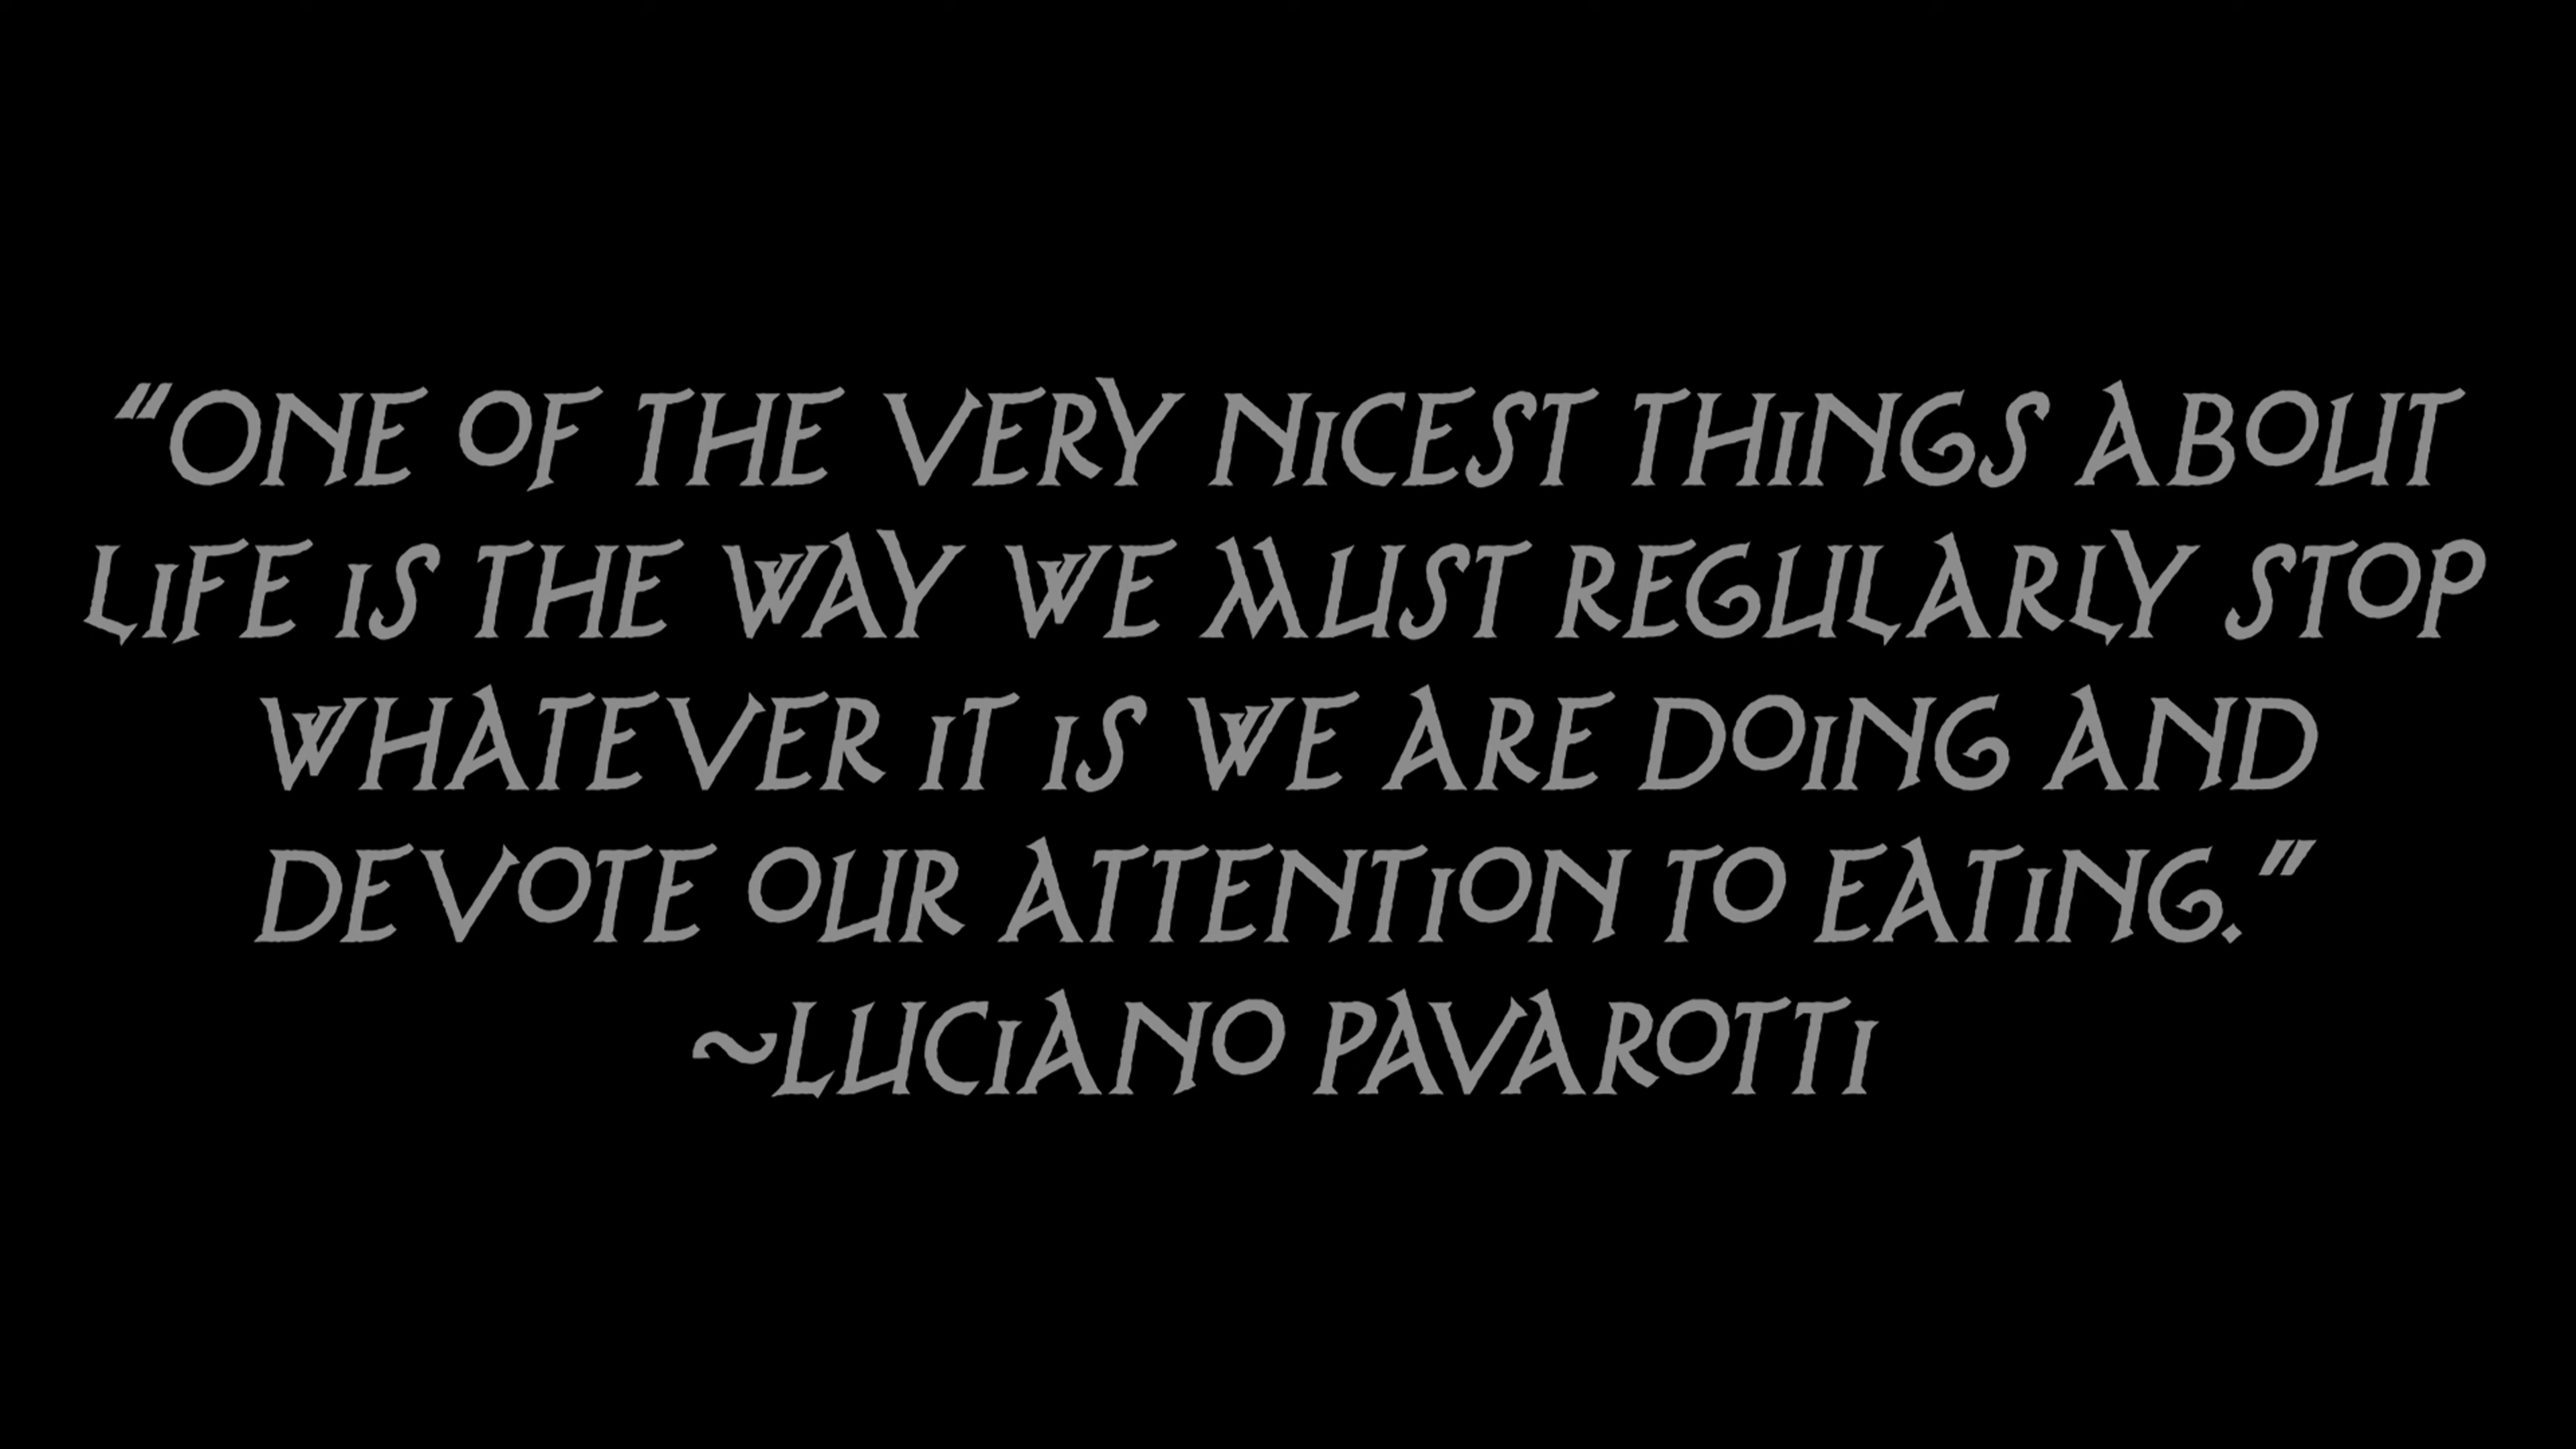 "ONE OF THE VERY NICEST THINGS ABOUT
LIFE IS THE WAY WE MUST REGULARLY STOP
WHATEVER IT IS WE ARE DOING AND
DEVOTE OUR ATTENTION TO EATING."
~LUCIANO PAVAROTTI